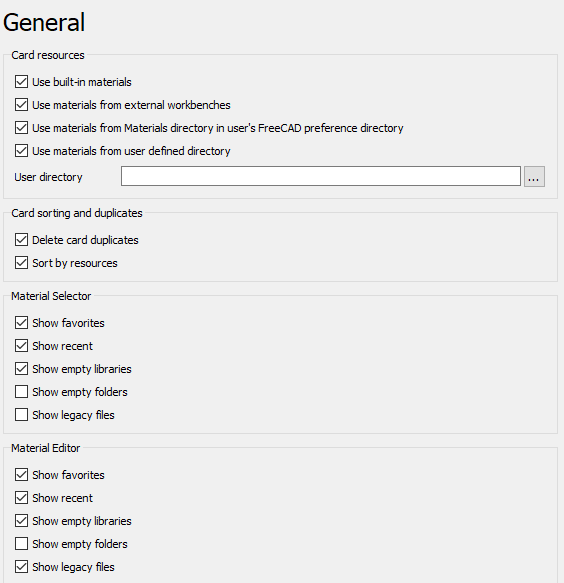 General
Card resources
Use built-in materials
Use materials from external workbenches
Use materials from Materials directory in user's FreeCAD preference directory
Use materials from user defined directory
User directory ...
Card sorting and duplicates
Delete card duplicates
Sort by resources
Material Selector
Show favorites
Show recent
Show empty libraries
Show empty folders
Show legacy files
Material Editor
Show favorites
Show recent
Show empty libraries
Show empty folders
Show legacy files